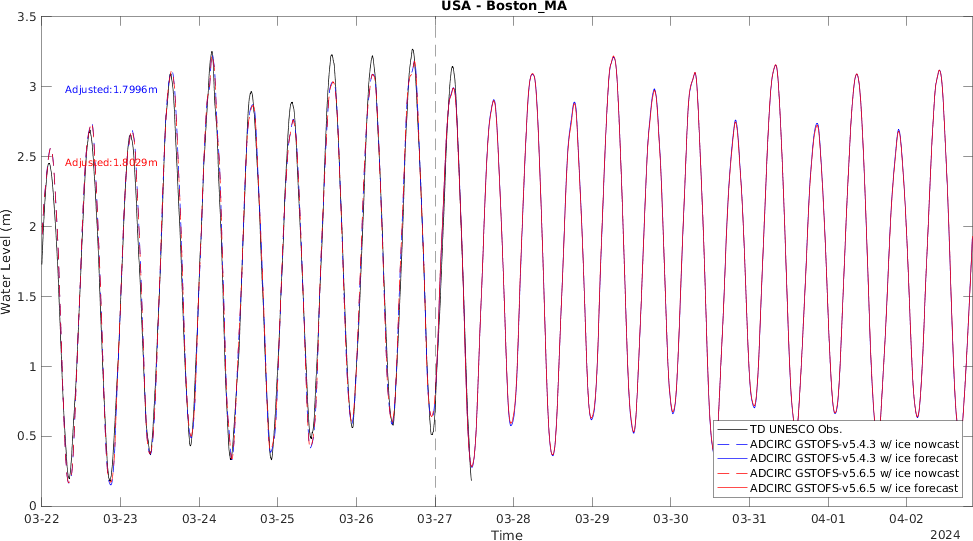 USA - Boston_MA
3.5
3
2.5
2
1.5
1
0.5
0
Water Level (m)
Adjusted:1.7996m
Adjusted:1.8029m
TD UNESCO Obs.
ADCIRC GSTOFS-v5.4.3 w/ ice nowcast
ADCIRC GSTOFS-v5.4.3 w/ ice forecast
ADCIRC GSTOFS-v5.6.5 w/ ice nowcast
ADCIRC GSTOFS-v5.6.5 w/ ice forecast
03-22 03-23 03-24 03-25 03-26 03-27 03-28 03-29 03-30 03-31 04-01 04-02
Time
2024